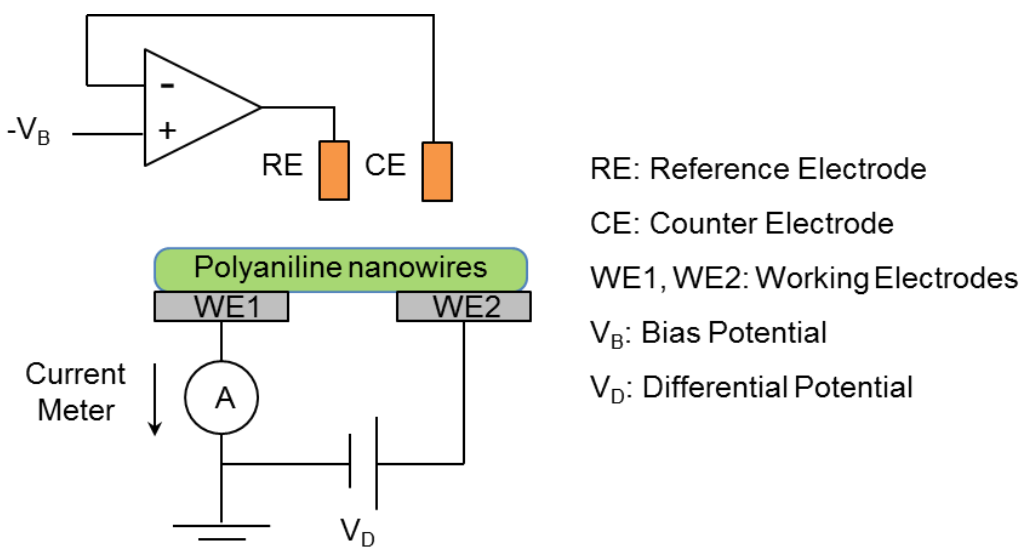 -
-VB
+
RE
CE
Polyaniline nanowires
WE1
WE2
Current
Meter
A
VD
RE: Reference Electrode
CE: Counter Electrode
WE1, WE2: Working Electrodes
VB: Bias Potential
VD: Differential Potential